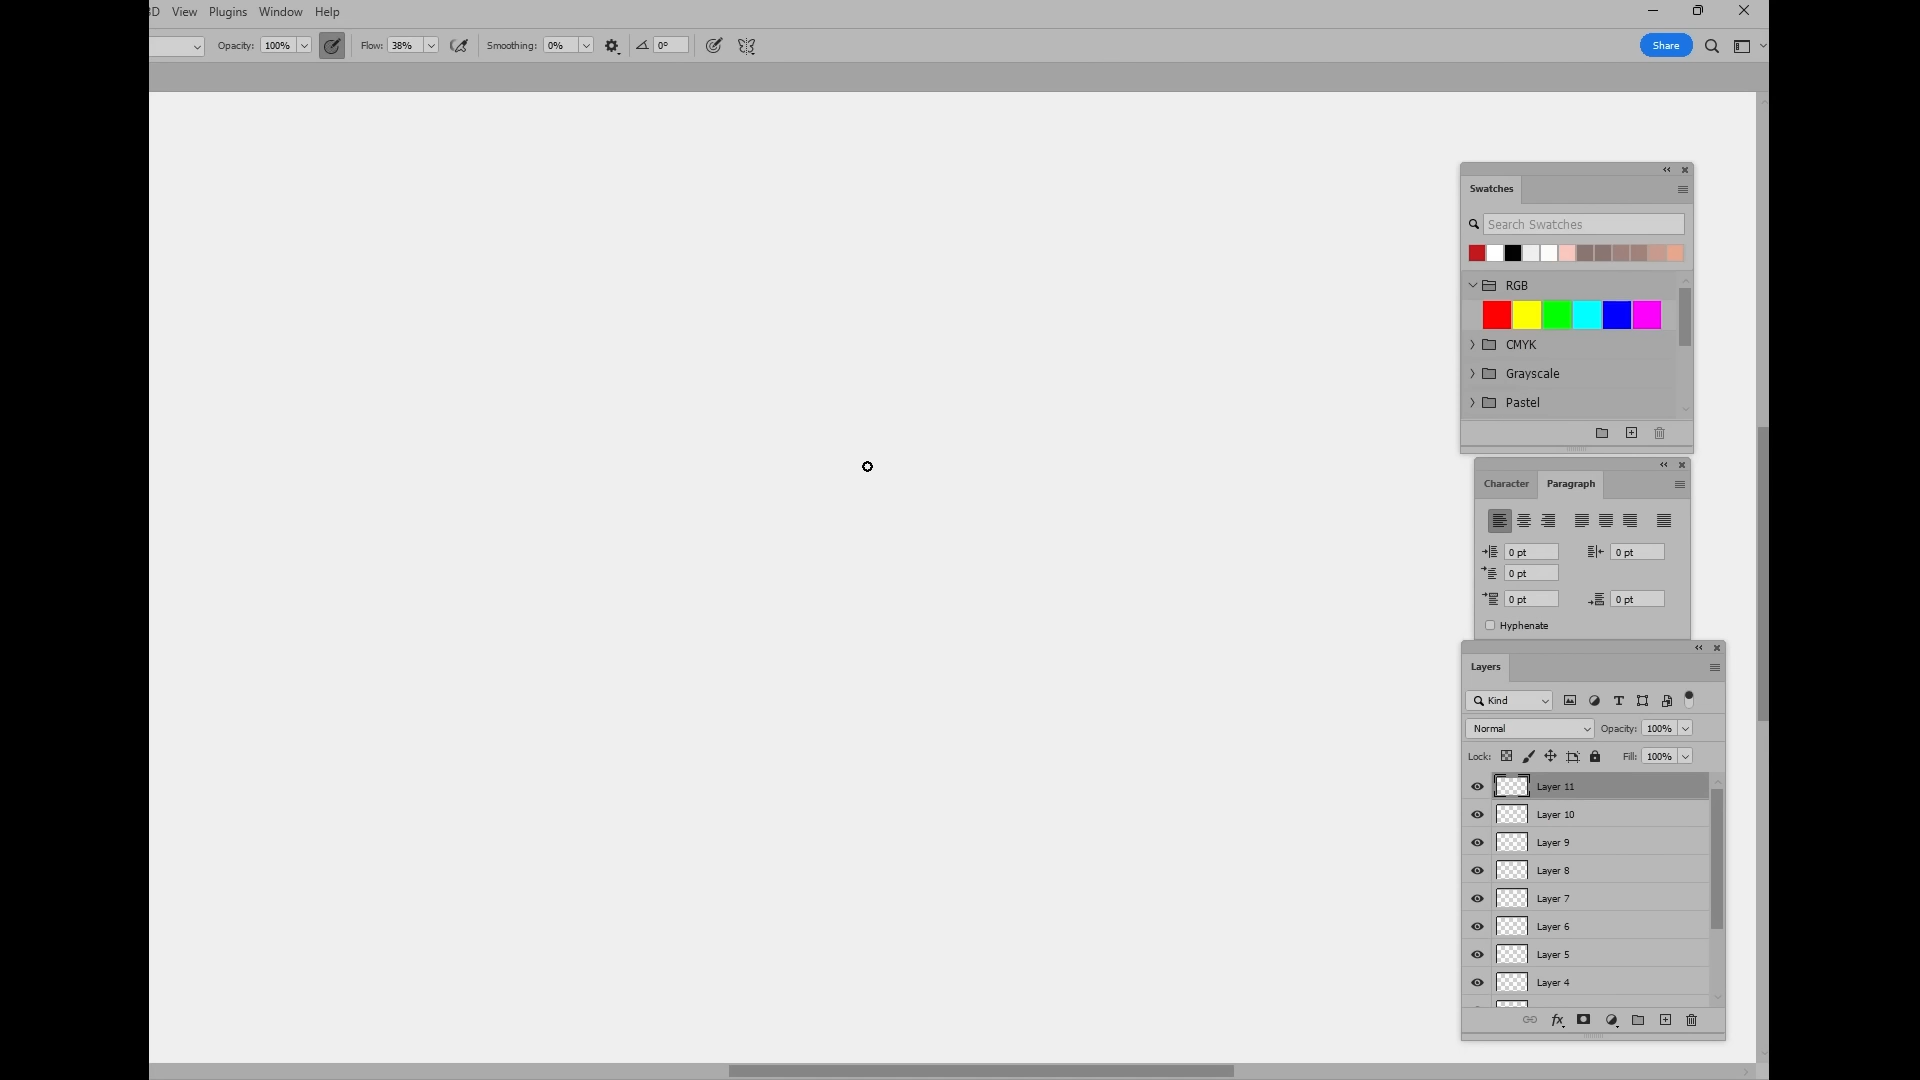 View Plugins Window Help
Opacity: 100% Flow: 38% Smoothing: 0% 0° Share
Swatches
Search Swatches
RGB
CMYK
Grayscale
Pastel
Character Paragraph
0 pt 0 pt
0 pt
0 pt 0 pt
Hyphenate
Layers
Kind
Normal Opacity: 100%
Lock: Fill: 100%
Layer 11
Layer 10
Layer 9
Layer 8
Layer 7
Layer 6
Layer 5
Layer 4